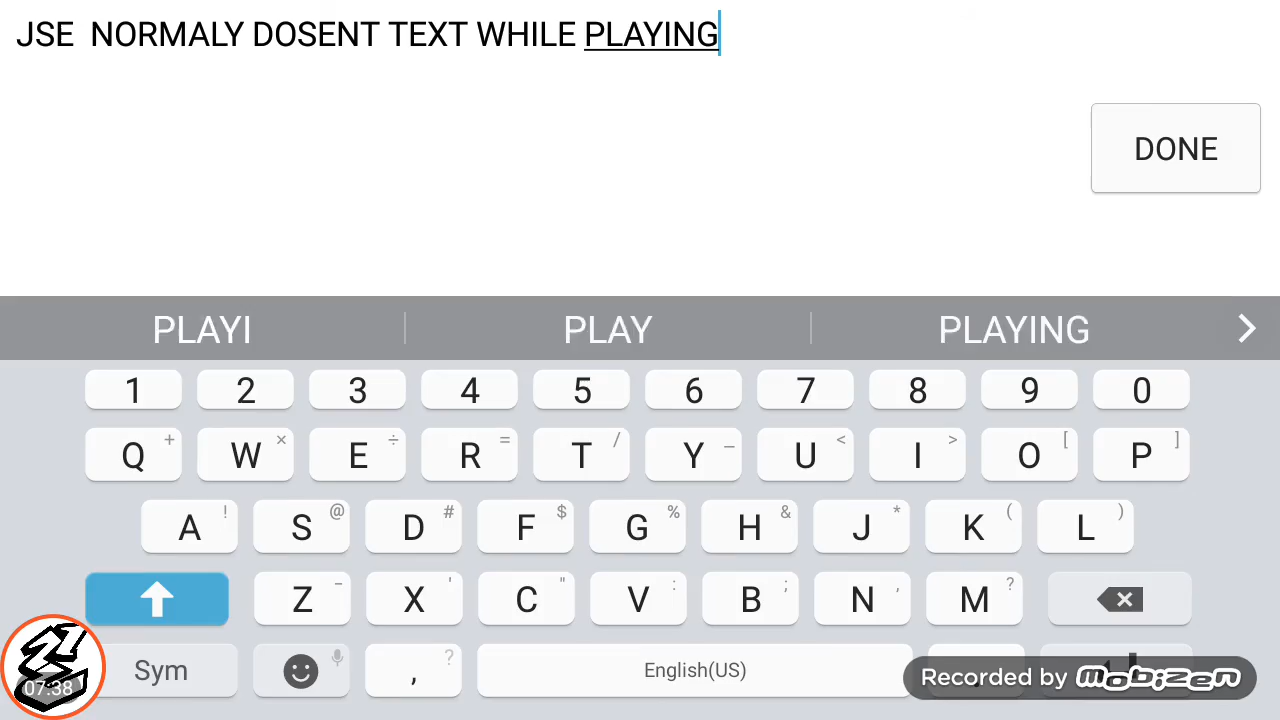 JSE  NORMALY DOSENT TEXT WHILE PLAYING
DONE
PLAYI PLAY PLAYING
1 2 3 4 5 6 7 8 9 0
Q + W × E ÷ R = T / Y _ U < I > O [ P ]
A ! S @ D # F $ G % H & J * K ( L )
Z - X ' C " V : B ; N , M ?
Sym , ? English(US)
07:38
Recorded by mobizen